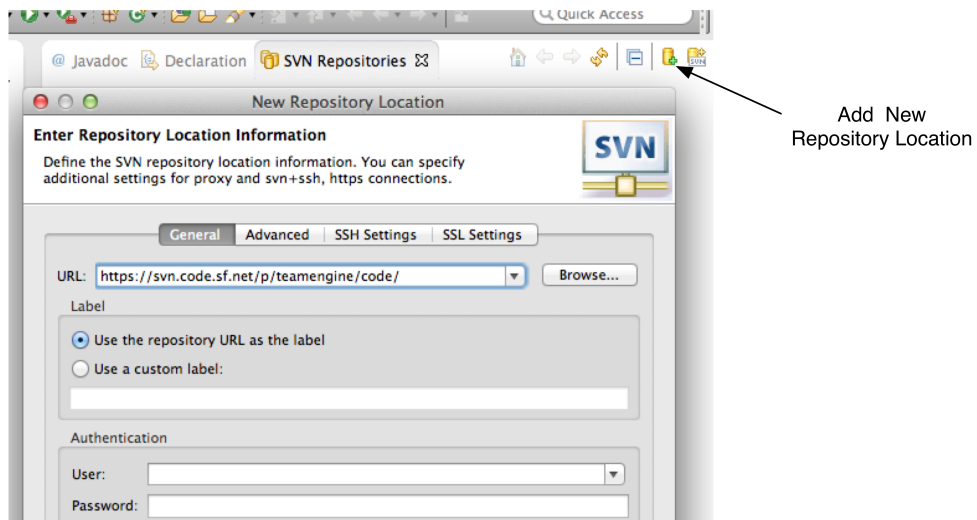 Quick Access
@ Javadoc Declaration SVN Repositories
SVN
Add New
Repository Location
New Repository Location
Enter Repository Location Information
Define the SVN repository location information. You can specify
additional settings for proxy and svn+ssh, https connections.
SVN
General Advanced SSH Settings SSL Settings
URL: https://svn.code.sf.net/p/teamengine/code/ Browse...
Label
Use the repository URL as the label
Use a custom label:
Authentication
User:
Password: